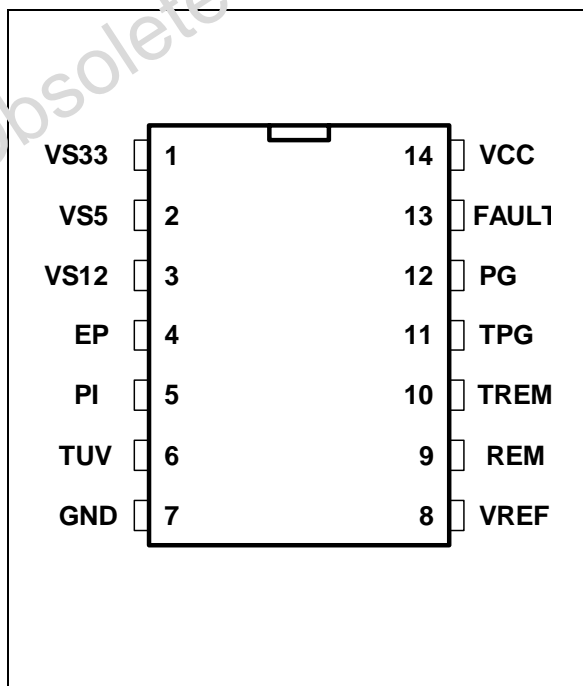 obsolete
VS33 1 14 VCC
VS5 2 13 FAULT
VS12 3 12 PG
EP 4 11 TPG
PI 5 10 TREM
TUV 6 9 REM
GND 7 8 VREF